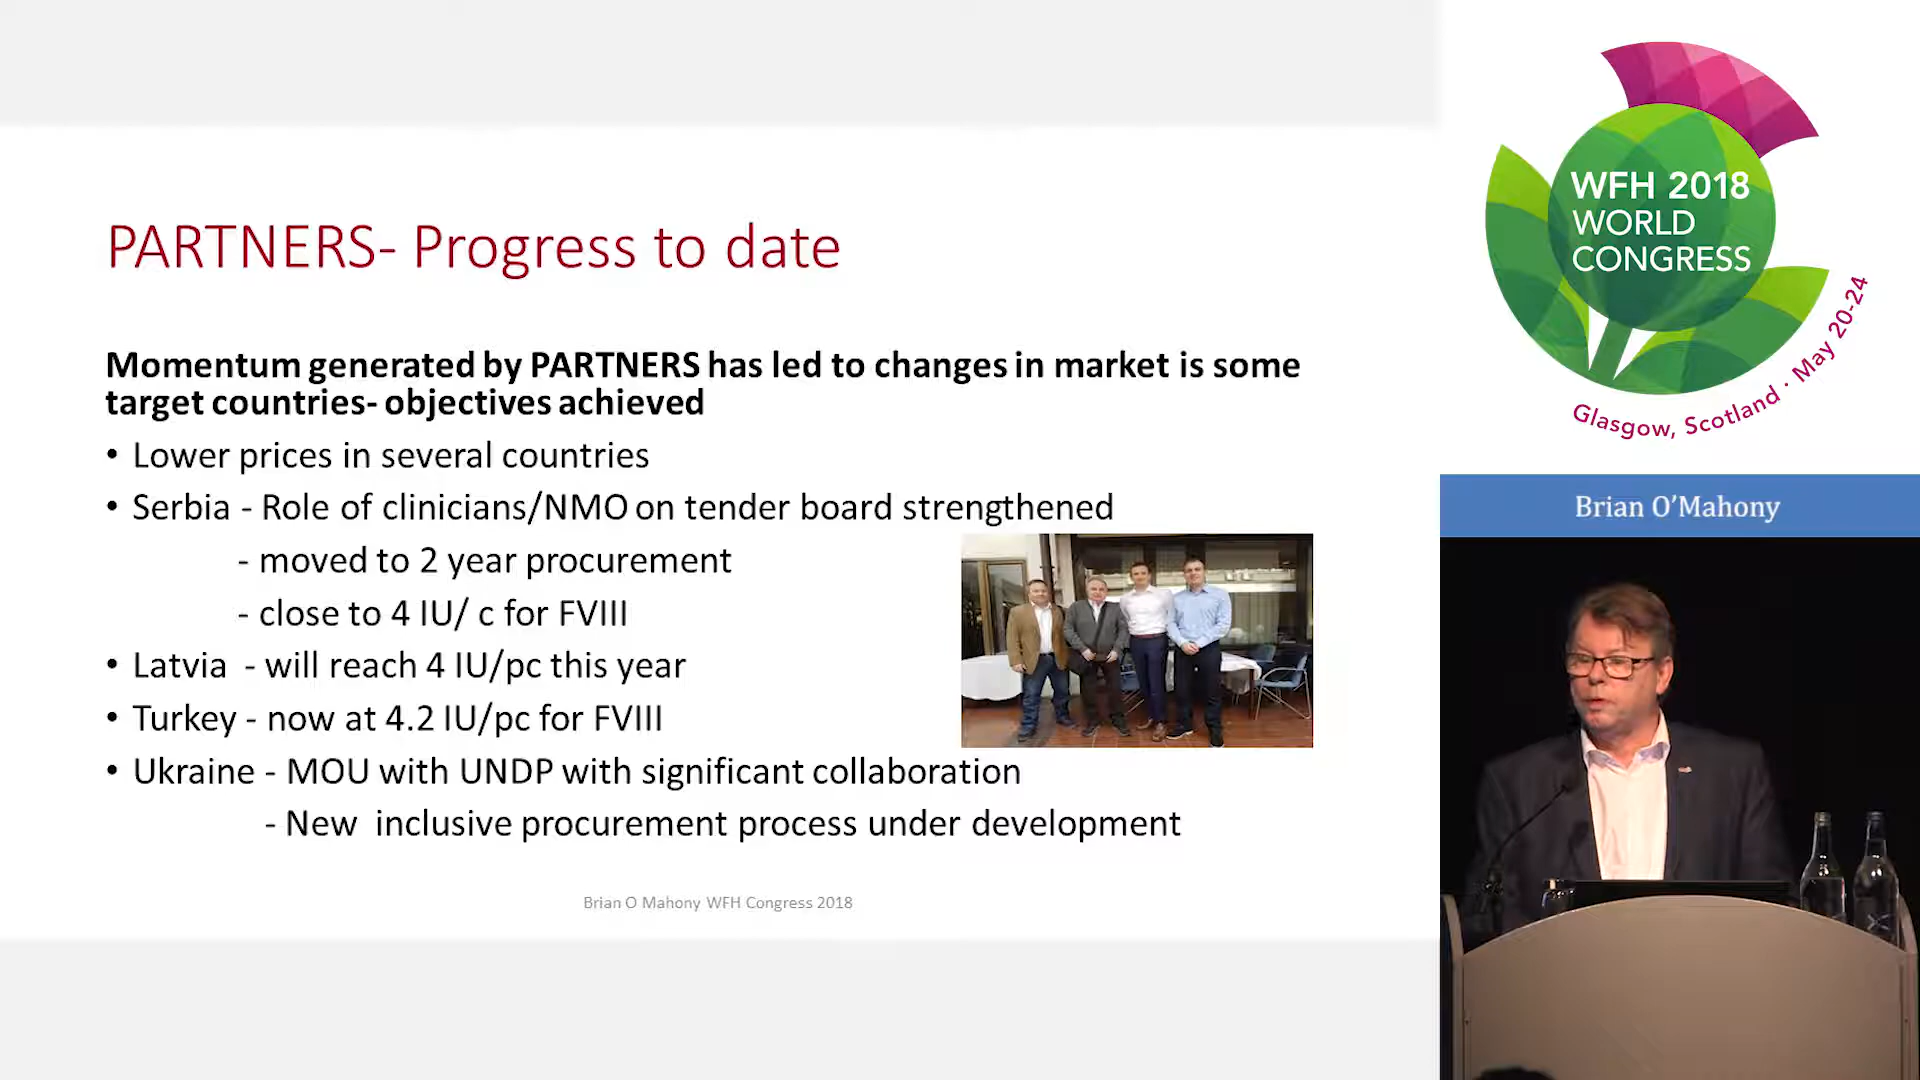 PARTNERS- Progress to date
Momentum generated by PARTNERS has led to changes in market is some
target countries- objectives achieved
• Lower prices in several countries
• Serbia - Role of clinicians/NMO on tender board strengthened
- moved to 2 year procurement
- close to 4 IU/ c for FVIII
• Latvia - will reach 4 IU/pc this year
• Turkey - now at 4.2 IU/pc for FVIII
• Ukraine - MOU with UNDP with significant collaboration
- New inclusive procurement process under development
Brian O Mahony WFH Congress 2018
WFH 2018
WORLD
CONGRESS
Glasgow, Scotland · May 20-24
Brian O’Mahony